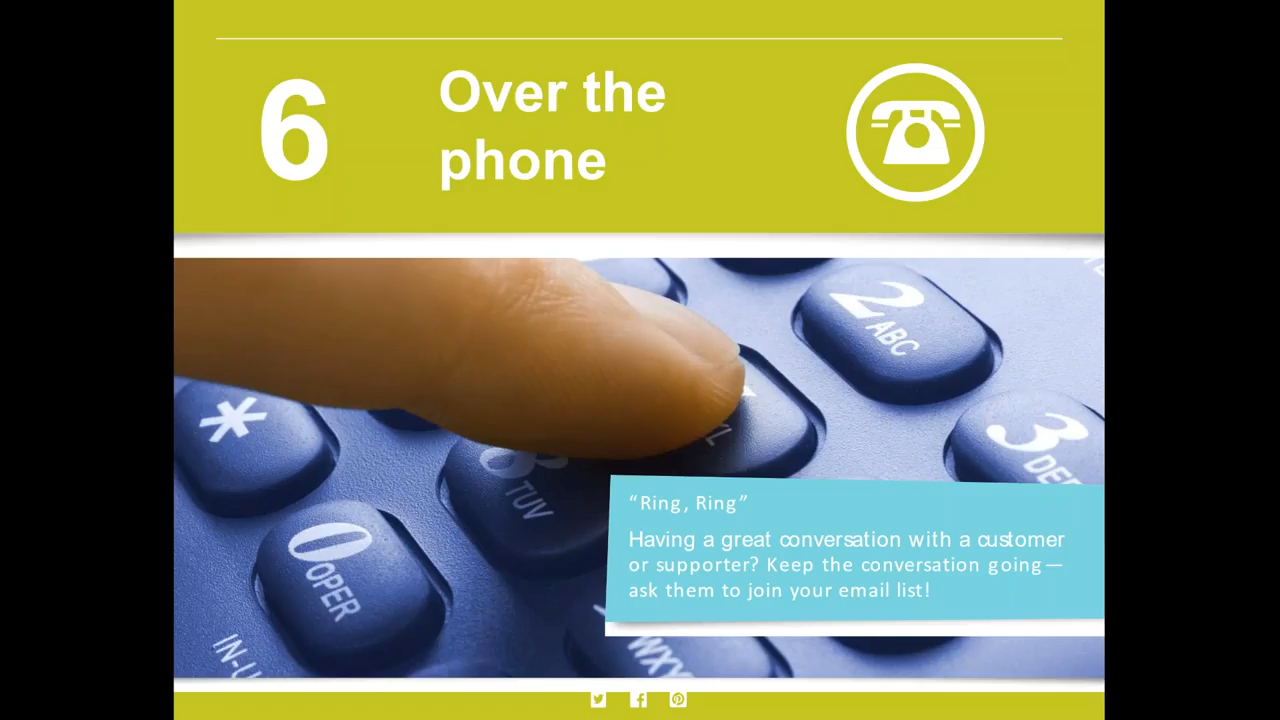 6
Over the
phone
2
ABC
*
3
TUV
0
OPER
“Ring, Ring”
Having a great conversation with a customer
or supporter? Keep the conversation going—
ask them to join your email list!